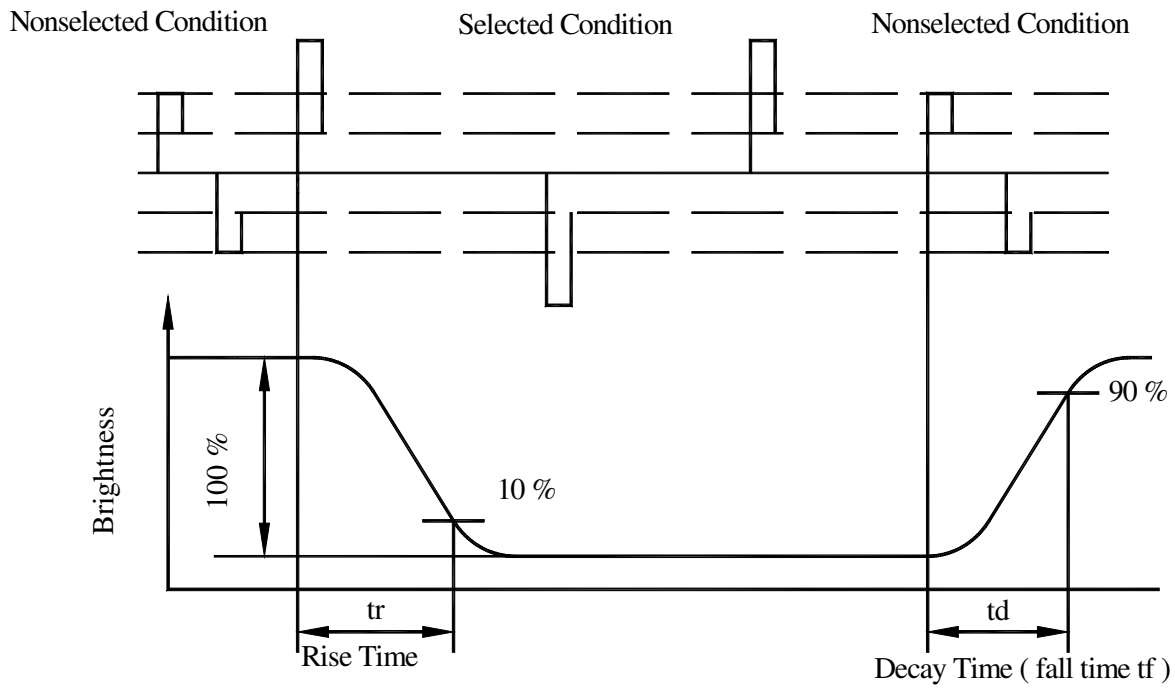 Nonselected Condition
Selected Condition
Nonselected Condition
Brightness
100 %
10 %
90 %
tr
Rise Time
td
Decay Time ( fall time tf )